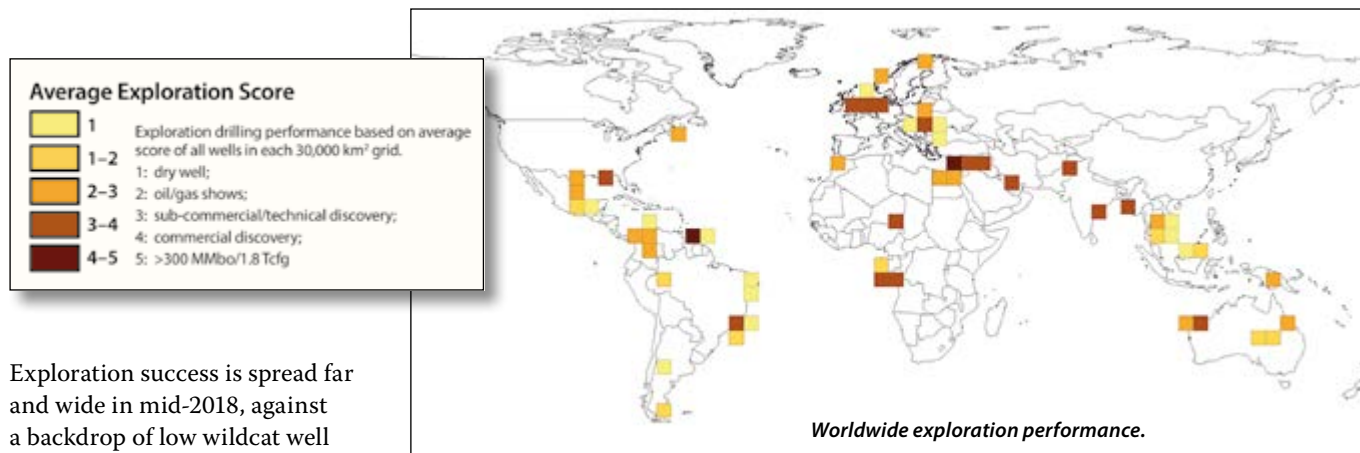 Average Exploration Score
1
1–2
2–3
3–4
4–5
Exploration drilling performance based on average
score of all wells in each 30,000 km² grid.
1: dry well;
2: oil/gas shows;
3: sub-commercial/technical discovery;
4: commercial discovery;
5: >300 MMbo/1.8 Tcfg
Exploration success is spread far
and wide in mid-2018, against
a backdrop of low wildcat well
Worldwide exploration performance.